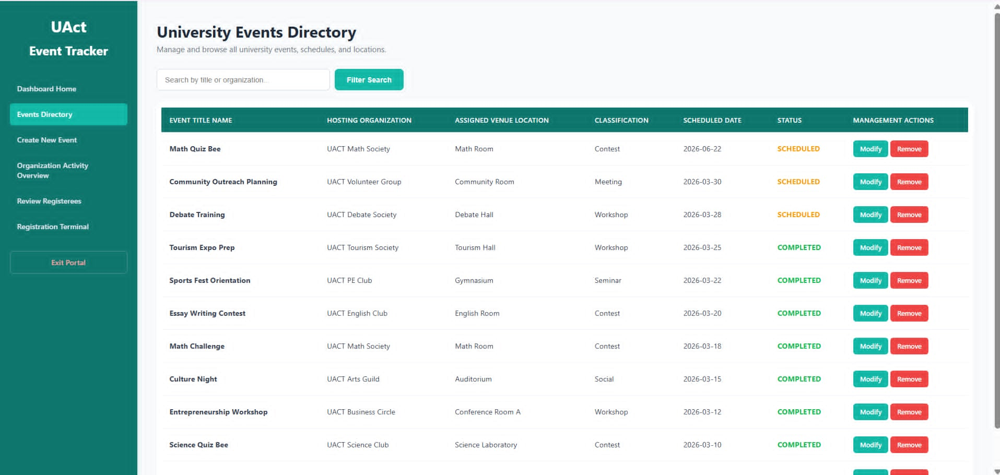 UAct
Event Tracker
Dashboard Home
Events Directory
Create New Event
Organization Activity
Overview
Review Registerees
Registration Terminal
Exit Portal
University Events Directory
Manage and browse all university events, schedules, and locations.
Search by title or organization...
Filter Search
EVENT TITLE NAME HOSTING ORGANIZATION ASSIGNED VENUE LOCATION CLASSIFICATION SCHEDULED DATE STATUS MANAGEMENT ACTIONS
Math Quiz Bee UACT Math Society Math Room Contest 2026-06-22 SCHEDULED Modify Remove
Community Outreach Planning UACT Volunteer Group Community Room Meeting 2026-03-30 SCHEDULED Modify Remove
Debate Training UACT Debate Society Debate Hall Workshop 2026-03-28 SCHEDULED Modify Remove
Tourism Expo Prep UACT Tourism Society Tourism Hall Workshop 2026-03-25 COMPLETED Modify Remove
Sports Fest Orientation UACT PE Club Gymnasium Seminar 2026-03-22 COMPLETED Modify Remove
Essay Writing Contest UACT English Club English Room Contest 2026-03-20 COMPLETED Modify Remove
Math Challenge UACT Math Society Math Room Contest 2026-03-18 COMPLETED Modify Remove
Culture Night UACT Arts Guild Auditorium Social 2026-03-15 COMPLETED Modify Remove
Entrepreneurship Workshop UACT Business Circle Conference Room A Workshop 2026-03-12 COMPLETED Modify Remove
Science Quiz Bee UACT Science Club Science Laboratory Contest 2026-03-10 COMPLETED Modify Remove